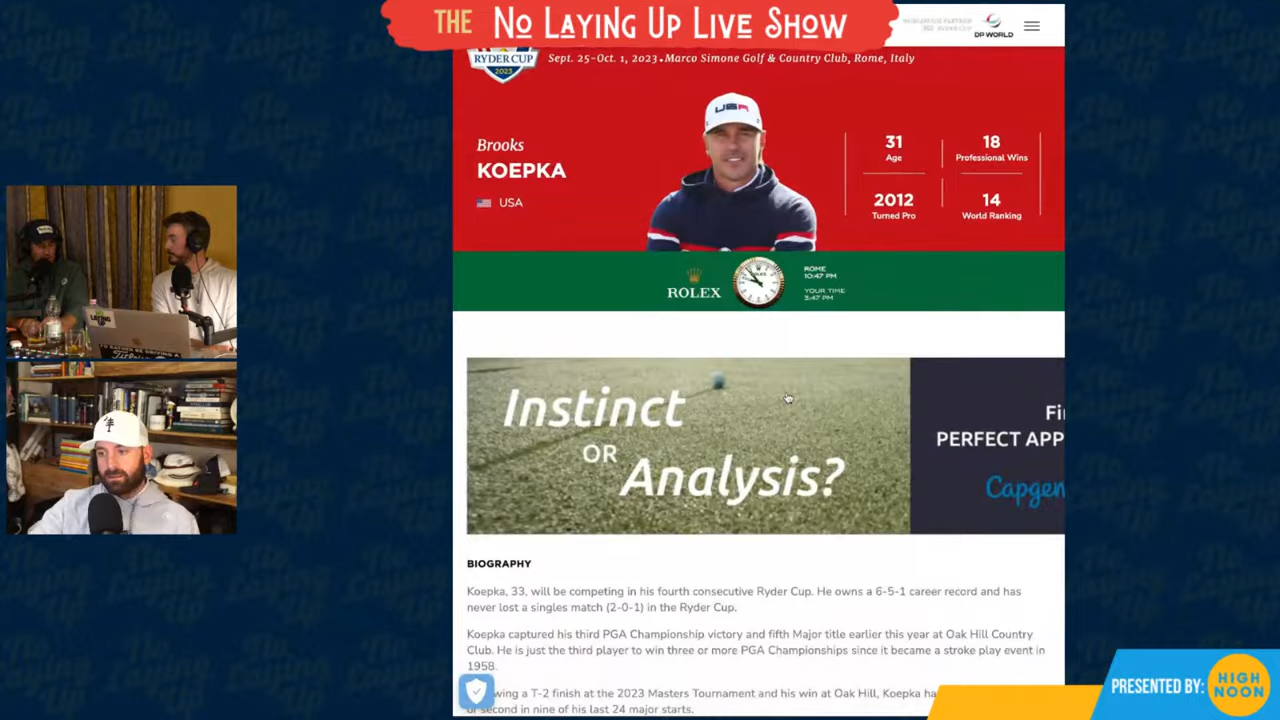 THE NO LAYING UP LIVE SHOW
DP WORLD
RYDER CUP
2023
Sept. 25-Oct. 1, 2023 • Marco Simone Golf & Country Club, Rome, Italy
Brooks
KOEPKA
USA
USA
31
Age
18
Professional Wins
2012
Turned Pro
14
World Ranking
ROLEX
ROME
10:47 PM
YOUR TIME
3:47 PM
Instinct
OR
Analysis?
Fi
PERFECT APP
Capgen
BIOGRAPHY
Koepka, 33, will be competing in his fourth consecutive Ryder Cup. He owns a 6-5-1 career record and has
never lost a singles match (2-0-1) in the Ryder Cup.
Koepka captured his third PGA Championship victory and fifth Major title earlier this year at Oak Hill Country
Club. He is just the third player to win three or more PGA Championships since it became a stroke play event in
1958.
wing a T-2 finish at the 2023 Masters Tournament and his win at Oak Hill, Koepka ha
or second in nine of his last 24 major starts.
PRESENTED BY:
HIGH
NOON